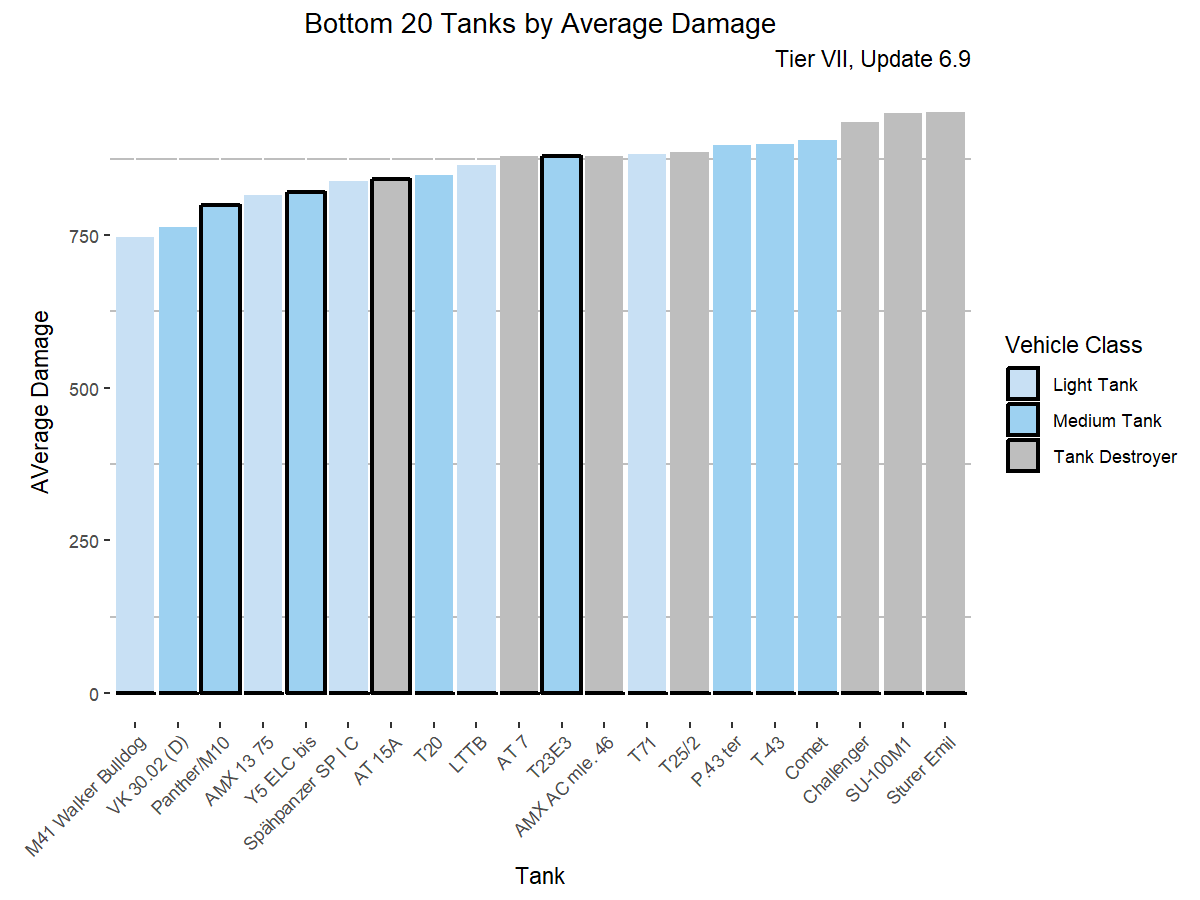 Bottom 20 Tanks by Average Damage
Tier VII, Update 6.9
AVerage Damage
750
500
250
0
M41 Walker Bulldog
VK 30.02 (D)
Panther/M10
AMX 13 75
Y5 ELC bis
Spähpanzer SP I C
AT 15A
T20
LTTB
AT 7
T23E3
AMX AC mle. 46
T71
T25/2
P.43 ter
T-43
Comet
Challenger
SU-100M1
Sturer Emil
Tank
Vehicle Class
Light Tank
Medium Tank
Tank Destroyer